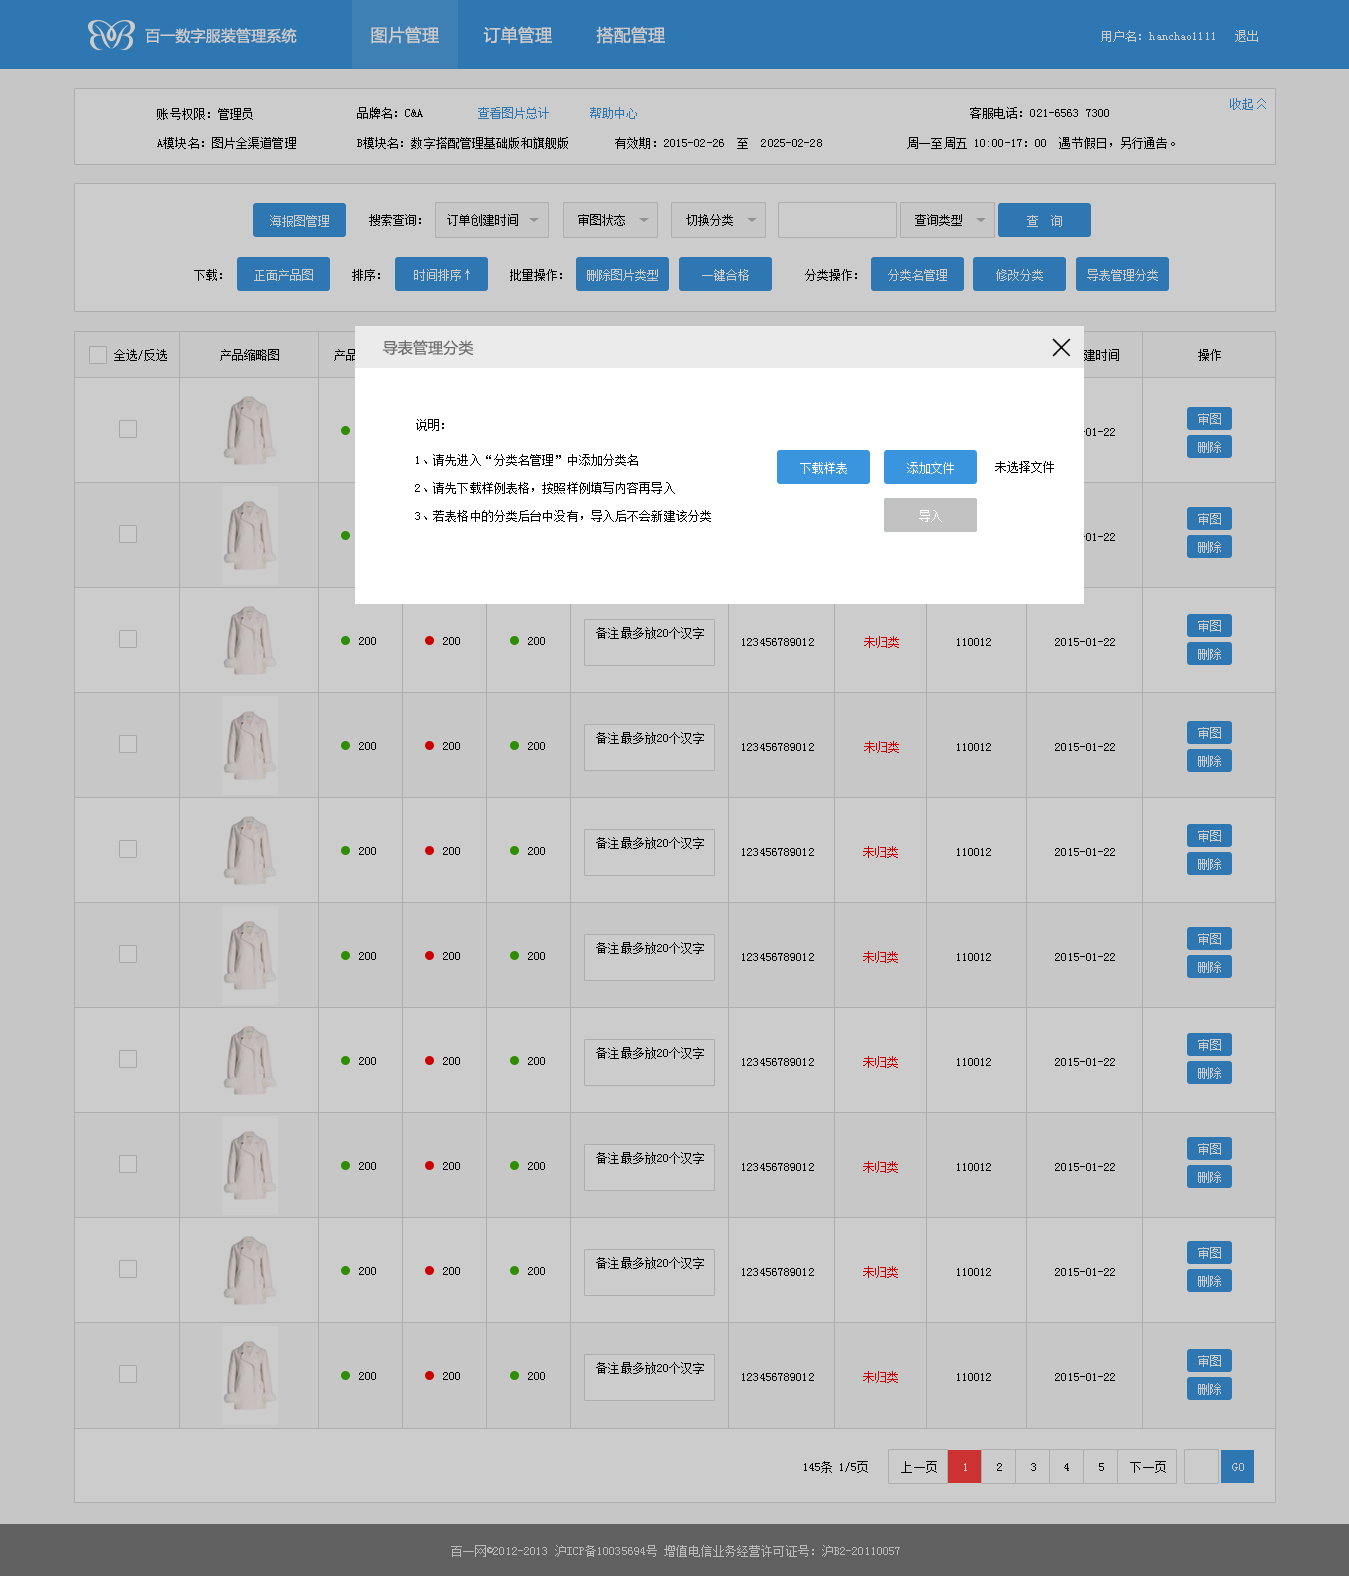 百一数字服装管理系统 图片管理 订单管理 搭配管理 用户名：hanchao1111 退出
账号权限：管理员 品牌名：C&A 查看图片总计 帮助中心 客服电话：021-6563 7300 收起
A模块名：图片全渠道管理 B模块名：数字搭配管理基础版和旗舰版 有效期：2015-02-26 至 2025-02-28 周一至周五 10:00-17：00 遇节假日，另行通告。
海报图管理 搜索查询： 订单创建时间 审图状态 切换分类 查询类型 查 询
下载： 正面产品图 排序： 时间排序↑ 批量操作： 删除图片类型 一键合格 分类操作： 分类名管理 修改分类 导表管理分类
全选/反选 产品缩略图 产品 建时间 操作
导表管理分类
说明：
1、请先进入“分类名管理”中添加分类名
2、请先下载样例表格，按照样例填写内容再导入
3、若表格中的分类后台中没有，导入后不会新建该分类
下载样表 添加文件 未选择文件
导入
-01-22 审图
删除
-01-22 审图
删除
200 200 200 备注最多放20个汉字 123456789012 未归类 110012 2015-01-22 审图
删除
200 200 200 备注最多放20个汉字 123456789012 未归类 110012 2015-01-22 审图
删除
200 200 200 备注最多放20个汉字 123456789012 未归类 110012 2015-01-22 审图
删除
200 200 200 备注最多放20个汉字 123456789012 未归类 110012 2015-01-22 审图
删除
200 200 200 备注最多放20个汉字 123456789012 未归类 110012 2015-01-22 审图
删除
200 200 200 备注最多放20个汉字 123456789012 未归类 110012 2015-01-22 审图
删除
200 200 200 备注最多放20个汉字 123456789012 未归类 110012 2015-01-22 审图
删除
200 200 200 备注最多放20个汉字 123456789012 未归类 110012 2015-01-22 审图
删除
145条 1/5页 上一页 1 2 3 4 5 下一页 GO
百一网©2012-2013 沪ICP备10035694号 增值电信业务经营许可证号：沪B2-20110057